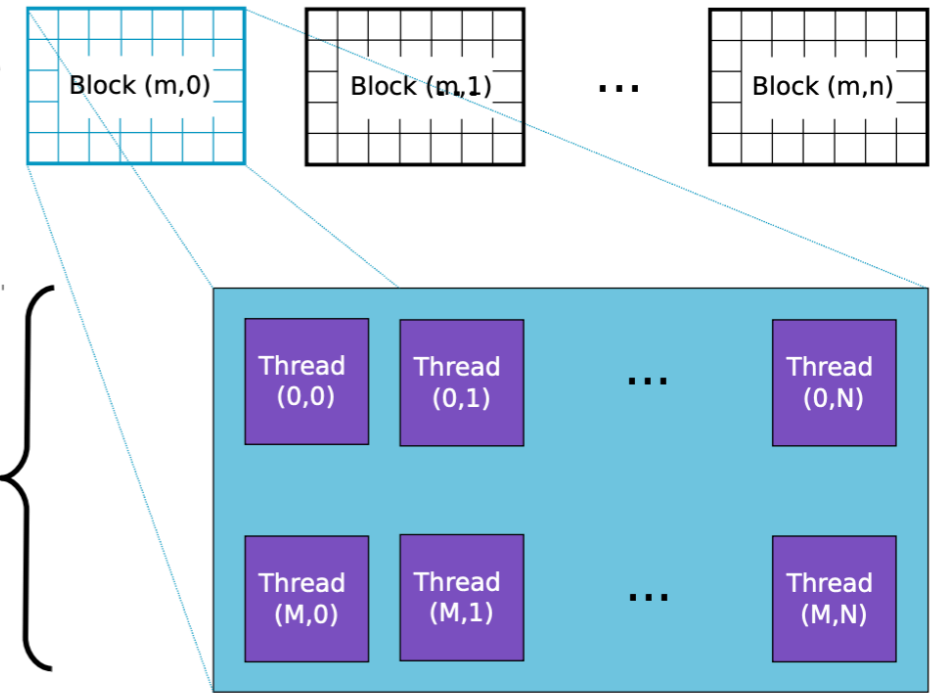 Block (m,0)
Block (m,1)
...
Block (m,n)
...
Thread
(0,0)
Thread
(0,1)
...
Thread
(0,N)
Thread
(M,0)
Thread
(M,1)
...
Thread
(M,N)